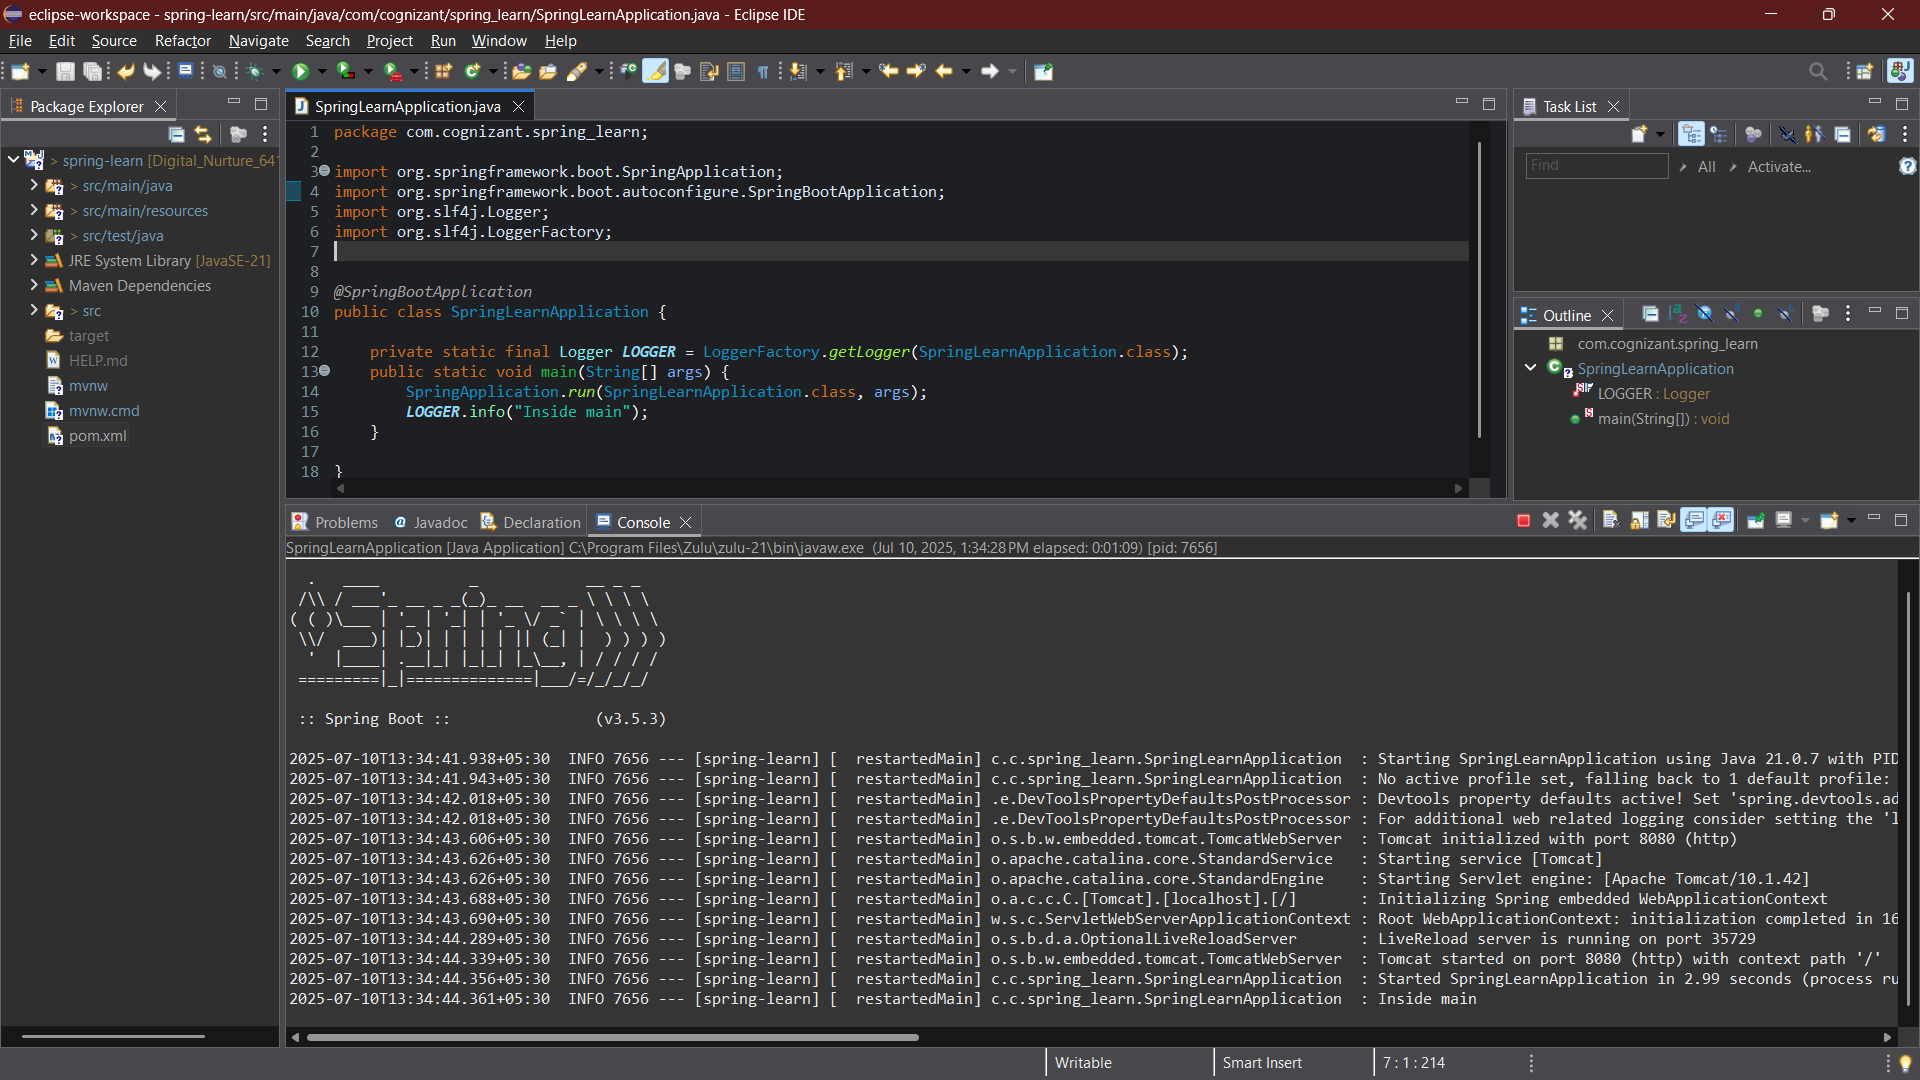 eclipse-workspace - spring-learn/src/main/java/com/cognizant/spring_learn/SpringLearnApplication.java - Eclipse IDE
File Edit Source Refactor Navigate Search Project Run Window Help
Package Explorer
> spring-learn [Digital_Nurture_641
> src/main/java
> src/main/resources
> src/test/java
JRE System Library [JavaSE-21]
Maven Dependencies
> src
target
HELP.md
mvnw
mvnw.cmd
pom.xml
SpringLearnApplication.java
1 package com.cognizant.spring_learn;
2
3 import org.springframework.boot.SpringApplication;
4 import org.springframework.boot.autoconfigure.SpringBootApplication;
5 import org.slf4j.Logger;
6 import org.slf4j.LoggerFactory;
7
8
9 @SpringBootApplication
10 public class SpringLearnApplication {
11
12 private static final Logger LOGGER = LoggerFactory.getLogger(SpringLearnApplication.class);
13 public static void main(String[] args) {
14 SpringApplication.run(SpringLearnApplication.class, args);
15 LOGGER.info("Inside main");
16 }
17
18 }
Task List
Find All Activate...
Outline
com.cognizant.spring_learn
SpringLearnApplication
LOGGER : Logger
main(String[]) : void
Problems Javadoc Declaration Console
SpringLearnApplication [Java Application] C:\Program Files\Zulu\zulu-21\bin\javaw.exe (Jul 10, 2025, 1:34:28 PM elapsed: 0:01:09) [pid: 7656]
  .   ____          _            __ _ _
 /\\ / ___'_ __ _ _(_)_ __  __ _ \ \ \ \
( ( )\___ | '_ | '_| | '_ \/ _` | \ \ \ \
 \\/  ___)| |_)| | | | | || (_| |  ) ) ) )
  '  |____| .__|_| |_|_| |_\__, | / / / /
 =========|_|==============|___/=/_/_/_/
:: Spring Boot :: (v3.5.3)
2025-07-10T13:34:41.938+05:30 INFO 7656 --- [spring-learn] [ restartedMain] c.c.spring_learn.SpringLearnApplication : Starting SpringLearnApplication using Java 21.0.7 with PID
2025-07-10T13:34:41.943+05:30 INFO 7656 --- [spring-learn] [ restartedMain] c.c.spring_learn.SpringLearnApplication : No active profile set, falling back to 1 default profile:
2025-07-10T13:34:42.018+05:30 INFO 7656 --- [spring-learn] [ restartedMain] .e.DevToolsPropertyDefaultsPostProcessor : Devtools property defaults active! Set 'spring.devtools.ad
2025-07-10T13:34:42.018+05:30 INFO 7656 --- [spring-learn] [ restartedMain] .e.DevToolsPropertyDefaultsPostProcessor : For additional web related logging consider setting the 'l
2025-07-10T13:34:43.606+05:30 INFO 7656 --- [spring-learn] [ restartedMain] o.s.b.w.embedded.tomcat.TomcatWebServer : Tomcat initialized with port 8080 (http)
2025-07-10T13:34:43.626+05:30 INFO 7656 --- [spring-learn] [ restartedMain] o.apache.catalina.core.StandardService : Starting service [Tomcat]
2025-07-10T13:34:43.626+05:30 INFO 7656 --- [spring-learn] [ restartedMain] o.apache.catalina.core.StandardEngine : Starting Servlet engine: [Apache Tomcat/10.1.42]
2025-07-10T13:34:43.688+05:30 INFO 7656 --- [spring-learn] [ restartedMain] o.a.c.c.C.[Tomcat].[localhost].[/] : Initializing Spring embedded WebApplicationContext
2025-07-10T13:34:43.690+05:30 INFO 7656 --- [spring-learn] [ restartedMain] w.s.c.ServletWebServerApplicationContext : Root WebApplicationContext: initialization completed in 16
2025-07-10T13:34:44.289+05:30 INFO 7656 --- [spring-learn] [ restartedMain] o.s.b.d.a.OptionalLiveReloadServer : LiveReload server is running on port 35729
2025-07-10T13:34:44.339+05:30 INFO 7656 --- [spring-learn] [ restartedMain] o.s.b.w.embedded.tomcat.TomcatWebServer : Tomcat started on port 8080 (http) with context path '/'
2025-07-10T13:34:44.356+05:30 INFO 7656 --- [spring-learn] [ restartedMain] c.c.spring_learn.SpringLearnApplication : Started SpringLearnApplication in 2.99 seconds (process ru
2025-07-10T13:34:44.361+05:30 INFO 7656 --- [spring-learn] [ restartedMain] c.c.spring_learn.SpringLearnApplication : Inside main
Writable Smart Insert 7 : 1 : 214